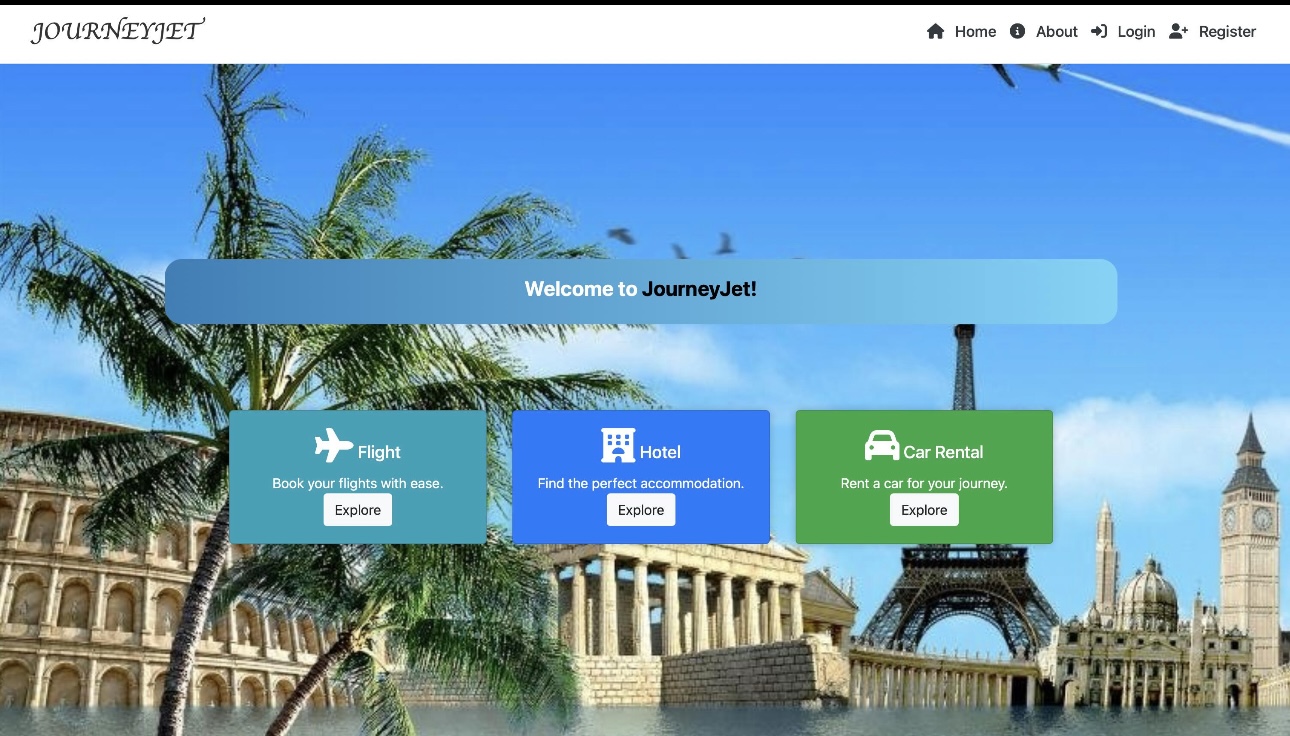 JOURNEYJET
Home About Login Register
Welcome to JourneyJet!
Flight
Book your flights with ease.
Explore
Hotel
Find the perfect accommodation.
Explore
Car Rental
Rent a car for your journey.
Explore